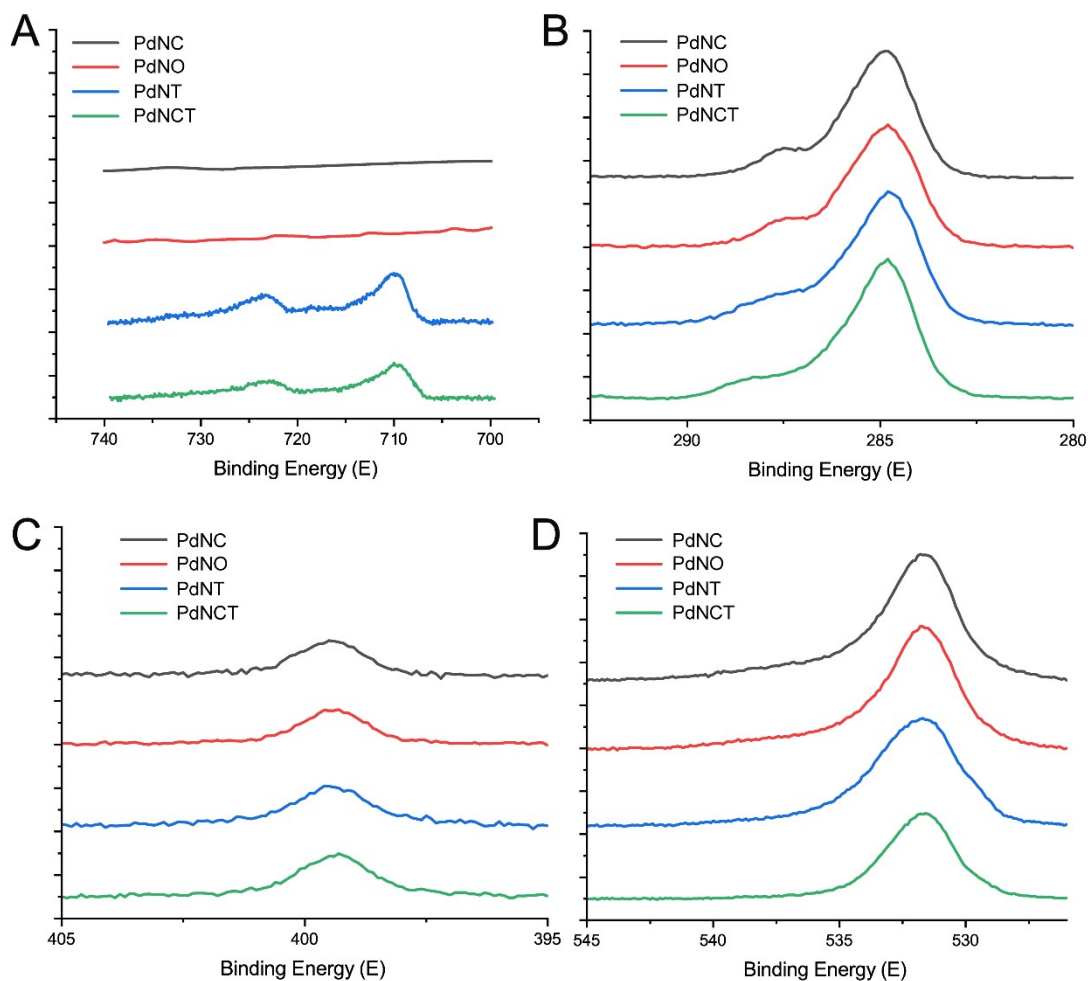 A
PdNC
PdNO
PdNT
PdNCT
740 730 720 710 700
Binding Energy (E)
B
PdNC
PdNO
PdNT
PdNCT
290 285 280
Binding Energy (E)
C
PdNC
PdNO
PdNT
PdNCT
405 400 395
Binding Energy (E)
D
PdNC
PdNO
PdNT
PdNCT
545 540 535 530
Binding Energy (E)